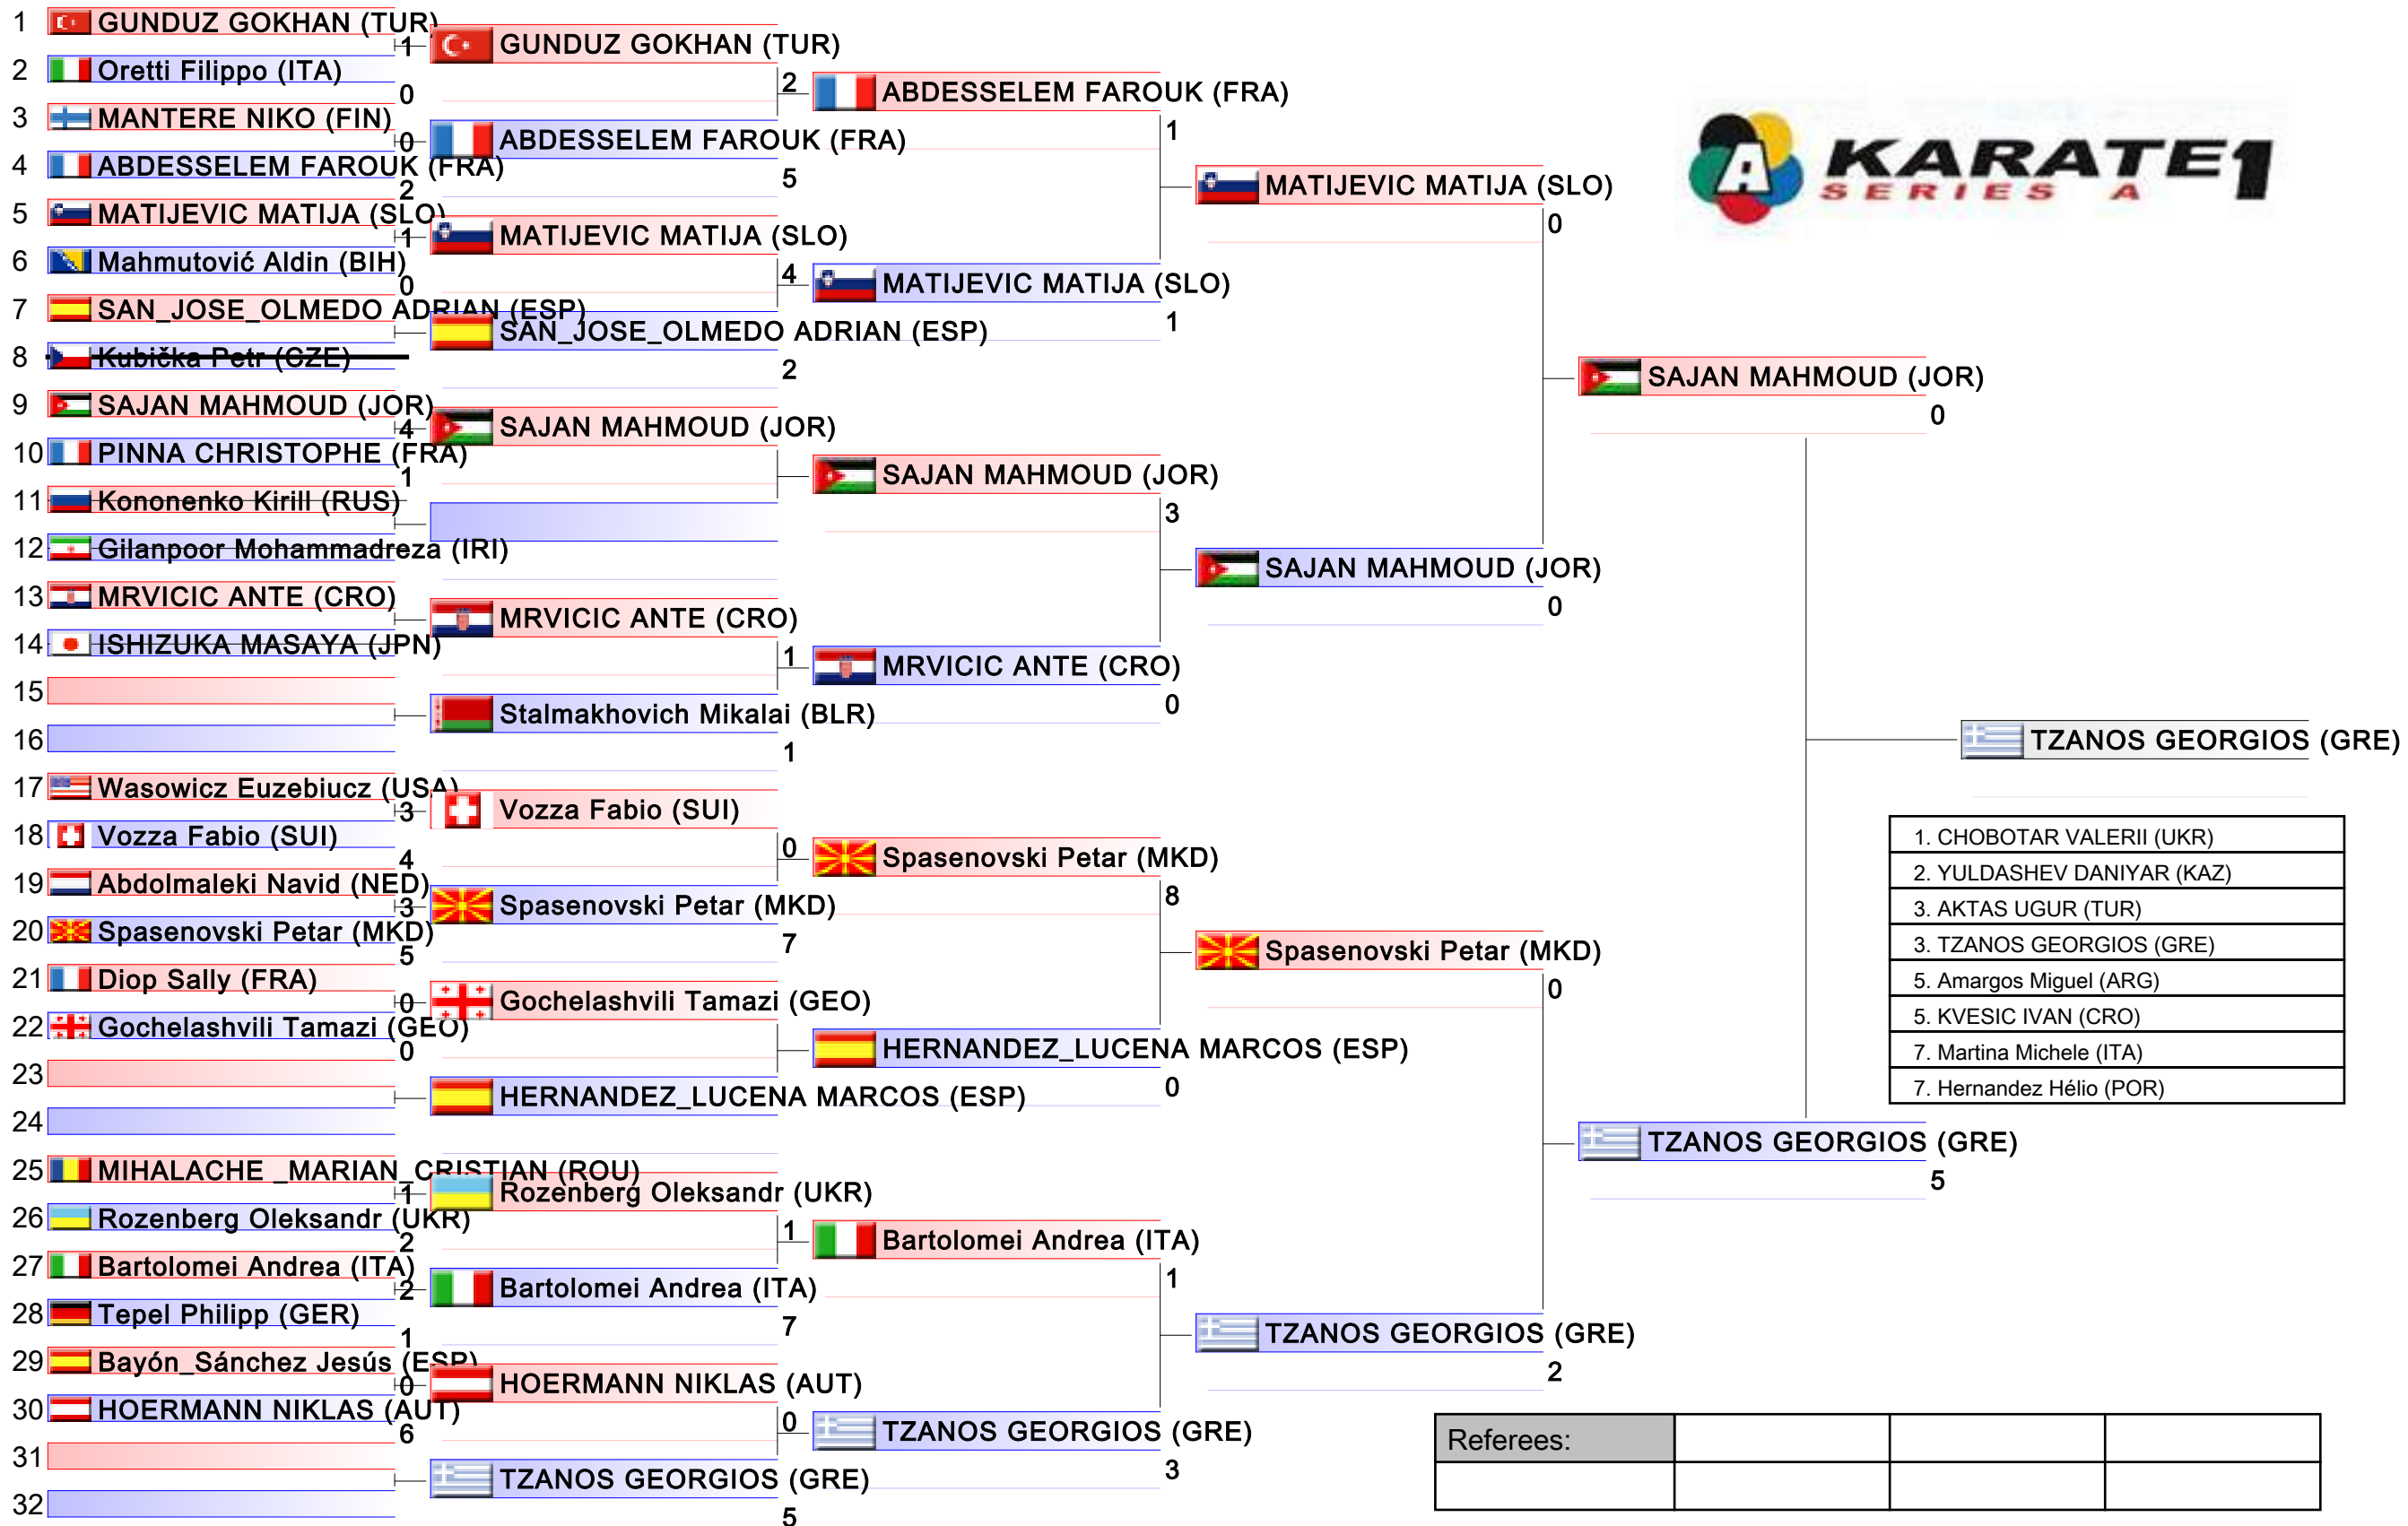 1 GUNDUZ GOKHAN (TUR)
1
2 Oretti Filippo (ITA)
0
3 MANTERE NIKO (FIN)
0
4 ABDESSELEM FAROUK (FRA)
2
5 MATIJEVIC MATIJA (SLO)
1
6 Mahmutović Aldin (BIH)
0
7 SAN_JOSE_OLMEDO ADRIAN (ESP)
8 Kubička Petr (CZE)
9 SAJAN MAHMOUD (JOR)
4
10 PINNA CHRISTOPHE (FRA)
1
11 Kononenko Kirill (RUS)
12 Gilanpoor Mohammadreza (IRI)
13 MRVICIC ANTE (CRO)
14 ISHIZUKA MASAYA (JPN)
15
16
17 Wasowicz Euzebiucz (USA)
3
18 Vozza Fabio (SUI)
4
19 Abdolmaleki Navid (NED)
3
20 Spasenovski Petar (MKD)
5
21 Diop Sally (FRA)
0
22 Gochelashvili Tamazi (GEO)
0
23
24
25 MIHALACHE _MARIAN_CRISTIAN (ROU)
1
26 Rozenberg Oleksandr (UKR)
2
27 Bartolomei Andrea (ITA)
2
28 Tepel Philipp (GER)
1
29 Bayón_Sánchez Jesús (ESP)
0
30 HOERMANN NIKLAS (AUT)
6
31
32
GUNDUZ GOKHAN (TUR)
2
ABDESSELEM FAROUK (FRA)
5
MATIJEVIC MATIJA (SLO)
4
SAN_JOSE_OLMEDO ADRIAN (ESP)
2
SAJAN MAHMOUD (JOR)
MRVICIC ANTE (CRO)
1
Stalmakhovich Mikalai (BLR)
1
Vozza Fabio (SUI)
0
Spasenovski Petar (MKD)
7
Gochelashvili Tamazi (GEO)
HERNANDEZ_LUCENA MARCOS (ESP)
Rozenberg Oleksandr (UKR)
1
Bartolomei Andrea (ITA)
7
HOERMANN NIKLAS (AUT)
0
TZANOS GEORGIOS (GRE)
5
ABDESSELEM FAROUK (FRA)
1
MATIJEVIC MATIJA (SLO)
1
SAJAN MAHMOUD (JOR)
3
MRVICIC ANTE (CRO)
0
Spasenovski Petar (MKD)
8
HERNANDEZ_LUCENA MARCOS (ESP)
0
Bartolomei Andrea (ITA)
1
TZANOS GEORGIOS (GRE)
3
MATIJEVIC MATIJA (SLO)
0
SAJAN MAHMOUD (JOR)
0
Spasenovski Petar (MKD)
0
TZANOS GEORGIOS (GRE)
2
SAJAN MAHMOUD (JOR)
0
TZANOS GEORGIOS (GRE)
5
TZANOS GEORGIOS (GRE)
A KARATE1
SERIES A
1. CHOBOTAR VALERII (UKR)
2. YULDASHEV DANIYAR (KAZ)
3. AKTAS UGUR (TUR)
3. TZANOS GEORGIOS (GRE)
5. Amargos Miguel (ARG)
5. KVESIC IVAN (CRO)
7. Martina Michele (ITA)
7. Hernandez Hélio (POR)
Referees: